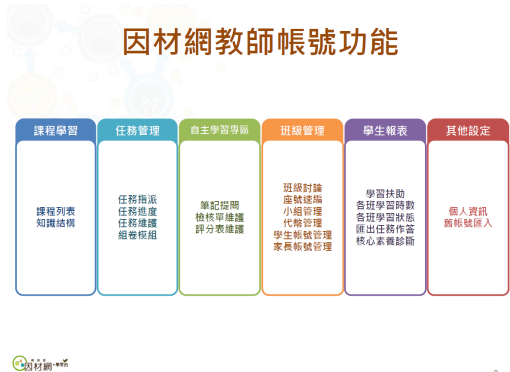 因材網教師帳號功能
課程學習
課程列表
知識結構
任務管理
任務指派
任務進度
任務維護
組卷模組
自主學習專區
筆記提問
檢核單維護
評分表維護
班級管理
班級討論
座號速編
小組管理
代幣管理
學生帳號管理
家長帳號管理
學生報表
學習扶助
各班學習時數
各班學習狀態
匯出任務作答
核心素養診斷
其他設定
個人資訊
舊帳號匯入
因材網